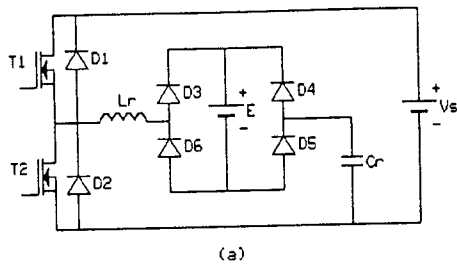 T1
D1
Lr
D3
+
E
-
D4
+
Vs
-
D6
D5
T2
D2
Cr
(a)